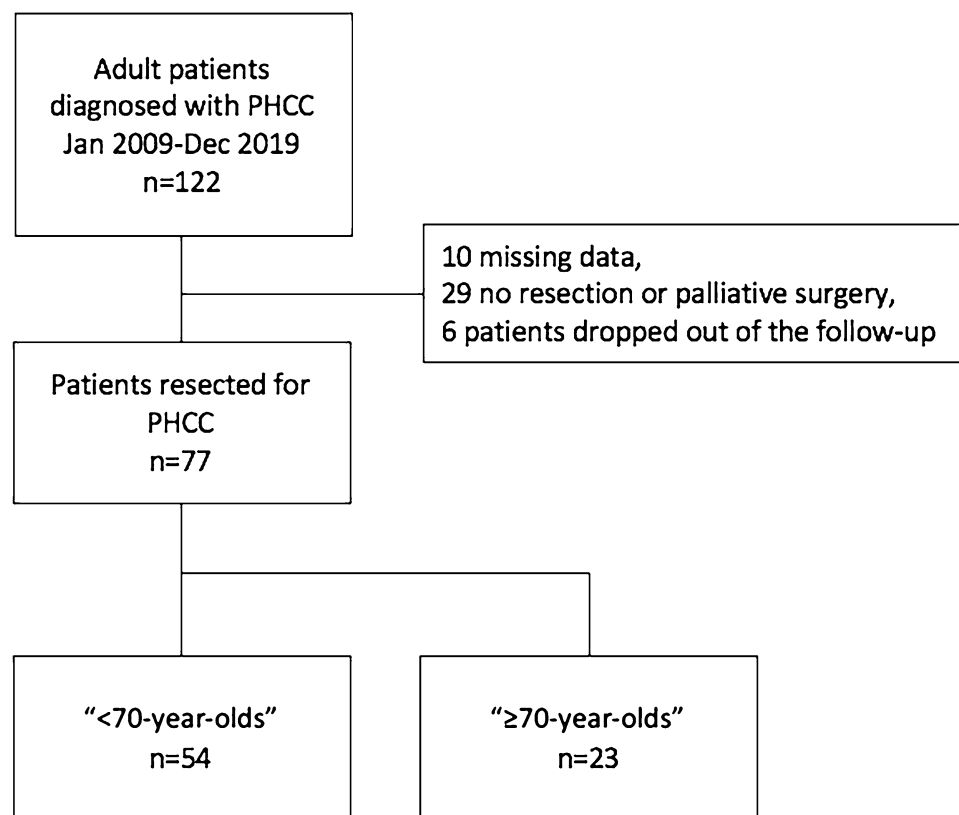 Adult patients
diagnosed with PHCC
Jan 2009-Dec 2019
n=122
10 missing data,
29 no resection or palliative surgery,
6 patients dropped out of the follow-up
Patients resected for
PHCC
n=77
“<70-year-olds”
n=54
“≥70-year-olds”
n=23